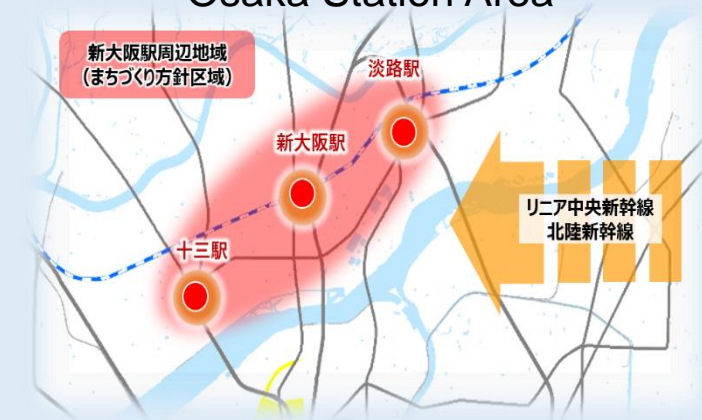 Osaka Station Area
新大阪駅周辺地域
(まちづくり方針区域)
淡路駅
新大阪駅
リニア中央新幹線
北陸新幹線
十三駅